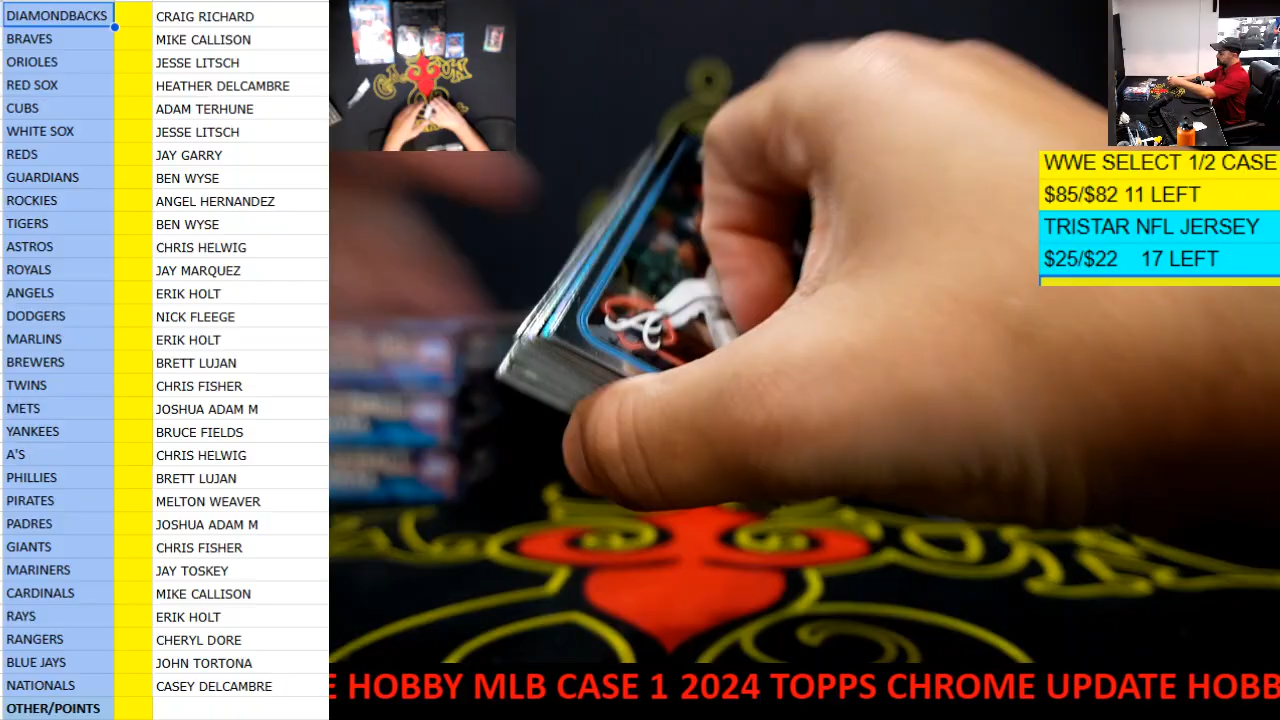 DIAMONDBACKS CRAIG RICHARD
BRAVES MIKE CALLISON
ORIOLES JESSE LITSCH
RED SOX HEATHER DELCAMBRE
CUBS ADAM TERHUNE
WHITE SOX JESSE LITSCH
REDS JAY GARRY
GUARDIANS BEN WYSE
ROCKIES ANGEL HERNANDEZ
TIGERS BEN WYSE
ASTROS CHRIS HELWIG
ROYALS JAY MARQUEZ
ANGELS ERIK HOLT
DODGERS NICK FLEEGE
MARLINS ERIK HOLT
BREWERS BRETT LUJAN
TWINS CHRIS FISHER
METS JOSHUA ADAM M
YANKEES BRUCE FIELDS
A'S CHRIS HELWIG
PHILLIES BRETT LUJAN
PIRATES MELTON WEAVER
PADRES JOSHUA ADAM M
GIANTS CHRIS FISHER
MARINERS JAY TOSKEY
CARDINALS MIKE CALLISON
RAYS ERIK HOLT
RANGERS CHERYL DORE
BLUE JAYS JOHN TORTONA
NATIONALS CASEY DELCAMBRE
OTHER/POINTS
WWE SELECT 1/2 CASE
$85/$82 11 LEFT
TRISTAR NFL JERSEY
$25/$22 17 LEFT
E HOBBY MLB CASE 1 2024 TOPPS CHROME UPDATE HOBB